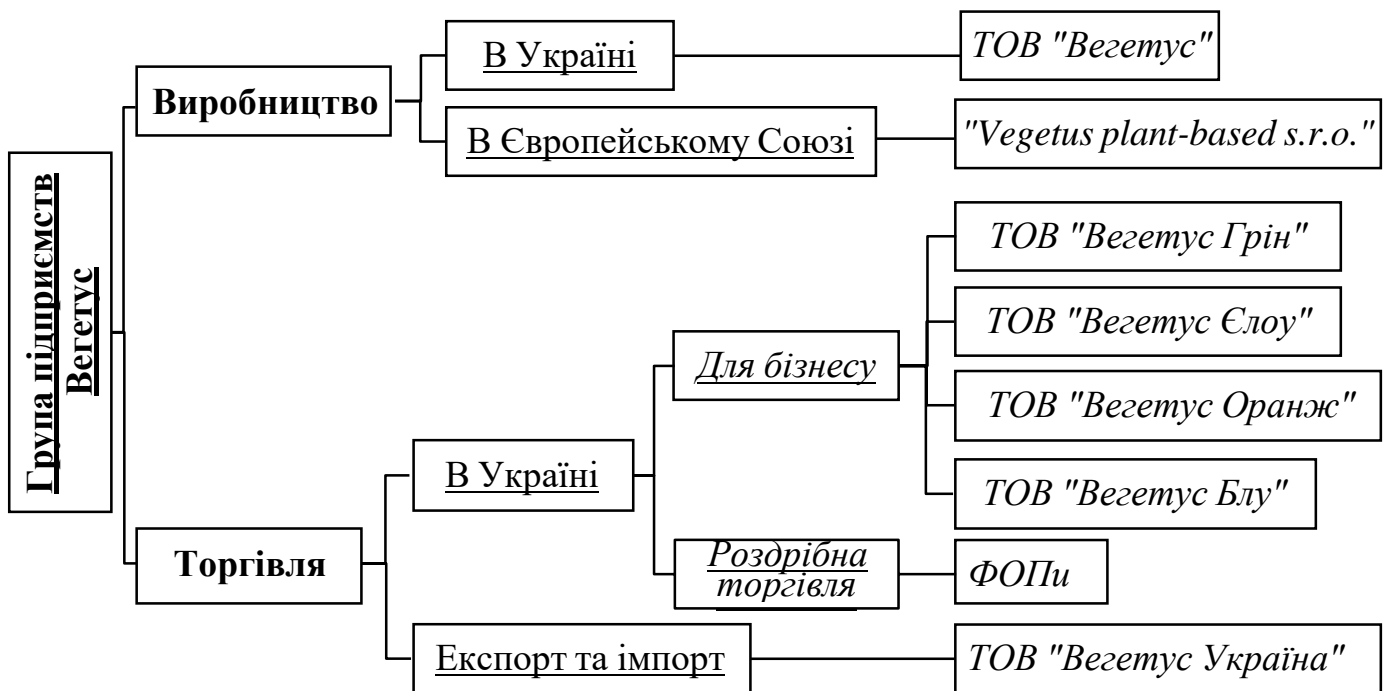 Група підприємств
Вегетус
Виробництво
В Україні
ТОВ "Вегетус"
В Європейському Союзі
"Vegetus plant-based s.r.o."
Торгівля
В Україні
Для бізнесу
ТОВ "Вегетус Грін"
ТОВ "Вегетус Єлоу"
ТОВ "Вегетус Оранж"
ТОВ "Вегетус Блу"
Роздрібна
торгівля
ФОПи
Експорт та імпорт
ТОВ "Вегетус Україна"